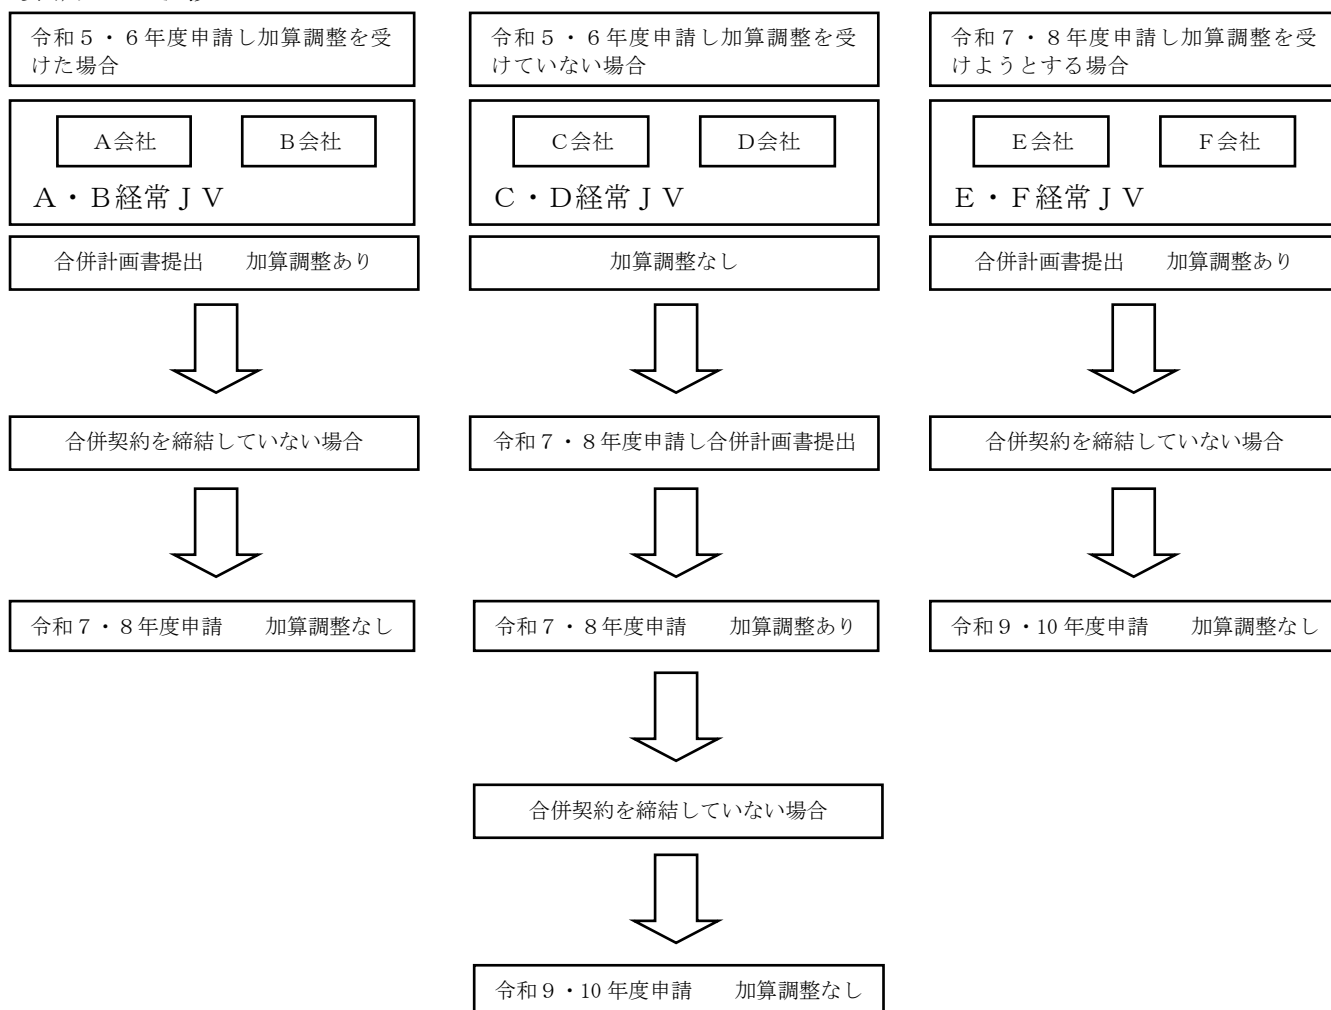 令和５・６年度申請し加算調整を受
けた場合
A会社
B会社
A・B経常ＪＶ
合併計画書提出　　加算調整あり
合併契約を締結していない場合
令和７・８年度申請　　加算調整なし
令和５・６年度申請し加算調整を受
けていない場合
C会社
D会社
C・D経常ＪＶ
加算調整なし
令和７・８年度申請し合併計画書提出
令和７・８年度申請　　加算調整あり
合併契約を締結していない場合
令和９・10 年度申請　　加算調整なし
令和７・８年度申請し加算調整を受
けようとする場合
E会社
F会社
E・F経常ＪＶ
合併計画書提出　　加算調整あり
合併契約を締結していない場合
令和９・10 年度申請　　加算調整なし